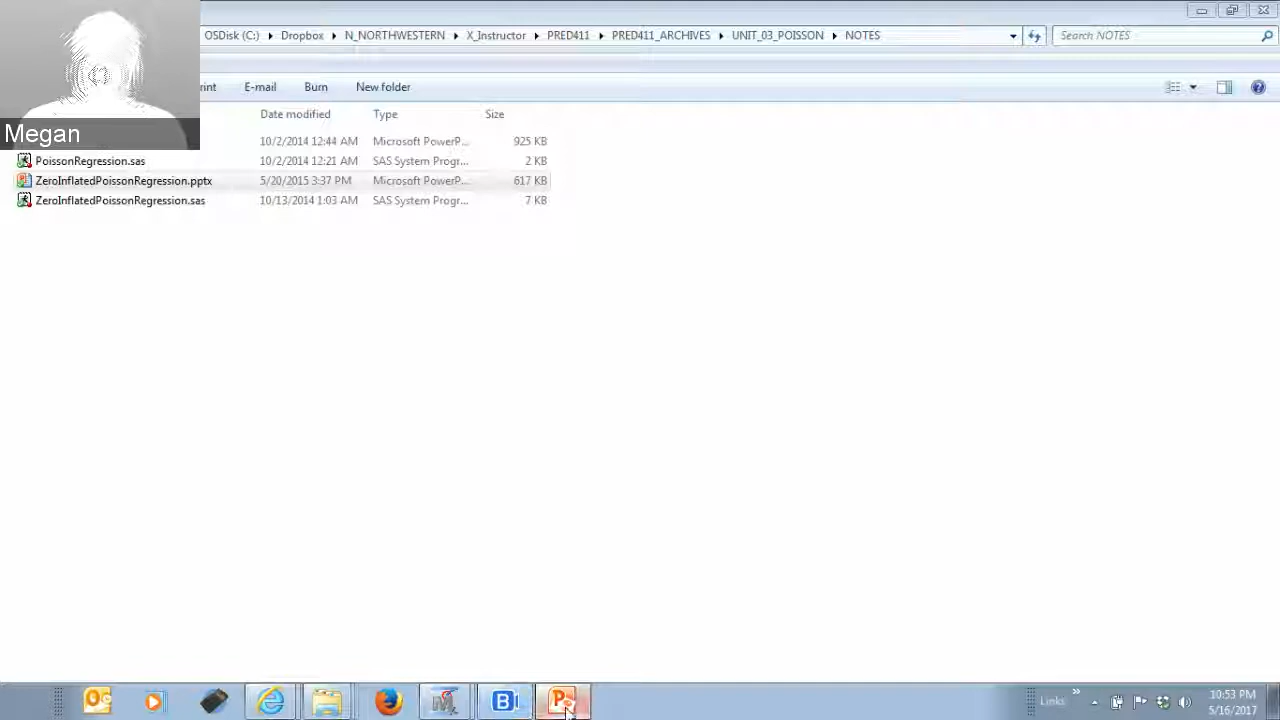 OSDisk (C:) Dropbox N_NORTHWESTERN X_Instructor PRED411 PRED411_ARCHIVES UNIT_03_POISSON NOTES Search NOTES
rint E-mail Burn New folder
Date modified Type Size
Megan
10/2/2014 12:44 AM Microsoft PowerP... 925 KB
PoissonRegression.sas 10/2/2014 12:21 AM SAS System Progr... 2 KB
ZeroInflatedPoissonRegression.pptx 5/20/2015 3:37 PM Microsoft PowerP... 617 KB
ZeroInflatedPoissonRegression.sas 10/13/2014 1:03 AM SAS System Progr... 7 KB
Links
10:53 PM
5/16/2017